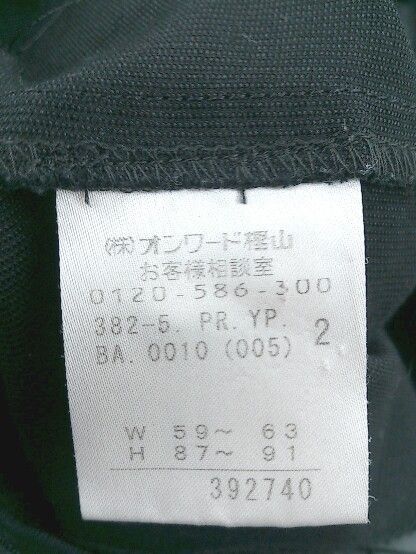 (株)オンワード樫山
お客様相談室
0120-586-300
382-5. PR. YP.
BA. 0010 (005) 2
W 59〜 63
H 87〜 91
392740